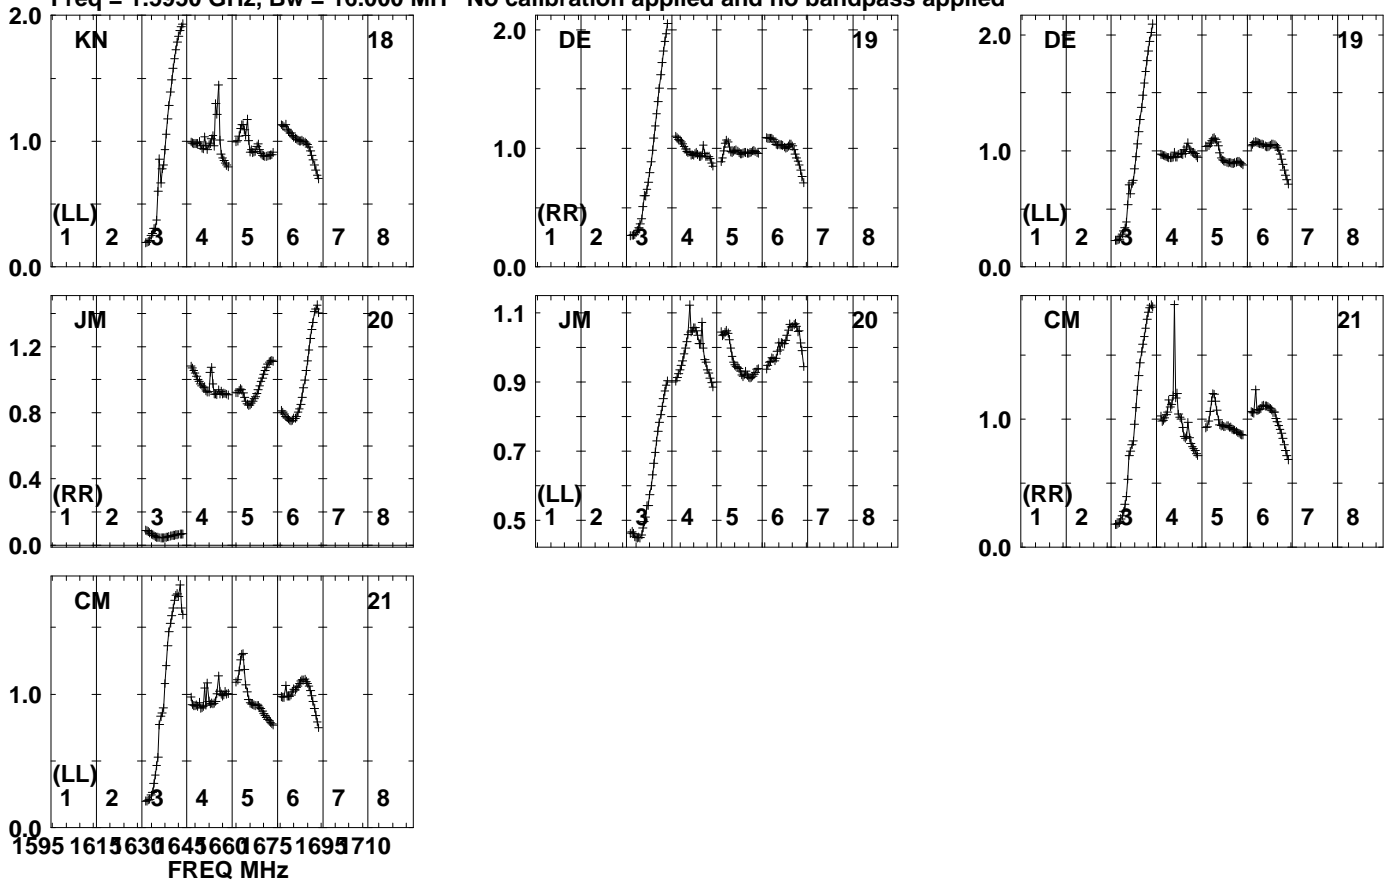 Freq = 1.5950 GHz, Bw = 16.000 MH No calibration applied and no bandpass applied
2.0 KN 18
1.0
(LL)
1 2 3 4 5 6 7 8
0.0
2.0 DE 19
1.0
(RR)
1 2 3 4 5 6 7 8
0.0
2.0 DE 19
1.0
(LL)
1 2 3 4 5 6 7 8
0.0
JM 20
1.2
0.8
0.4
(RR)
1 2 3 4 5 6 7 8
0.0
1.1 JM 20
0.9
0.7
(LL)
0.5 1 2 3 4 5 6 7 8
CM 21
1.0
(RR)
1 2 3 4 5 6 7 8
0.0
CM 21
1.0
(LL)
1 2 3 4 5 6 7 8
0.0
1595 1615 1630 1645 1660 1675 1695 1710
FREQ MHz